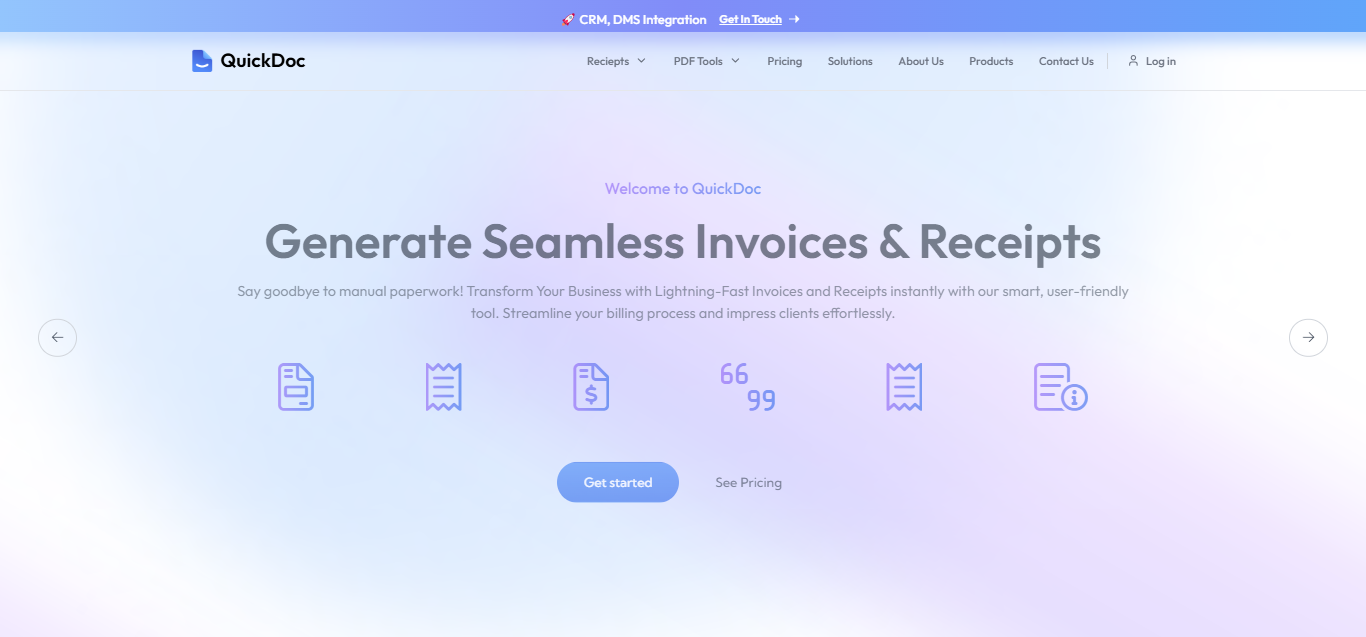 🚀 CRM, DMS Integration Get In Touch ➝
QuickDoc
Reciepts PDF Tools Pricing Solutions About Us Products Contact Us Log in
Welcome to QuickDoc
Generate Seamless Invoices & Receipts
Say goodbye to manual paperwork! Transform Your Business with Lightning-Fast Invoices and Receipts instantly with our smart, user-friendly
tool. Streamline your billing process and impress clients effortlessly.
Get started See Pricing